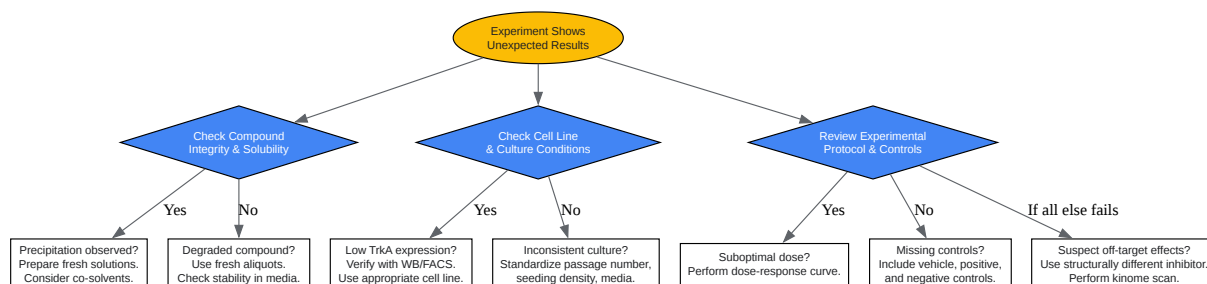 Experiment Shows
Unexpected Results
Check Compound
Integrity & Solubility
Check Cell Line
& Culture Conditions
Review Experimental
Protocol & Controls
Yes
No
Yes
No
Yes
No
If all else fails
Precipitation observed?
Prepare fresh solutions.
Consider co-solvents.
Degraded compound?
Use fresh aliquots.
Check stability in media.
Low TrkA expression?
Verify with WB/FACS.
Use appropriate cell line.
Inconsistent culture?
Standardize passage number,
seeding density, media.
Suboptimal dose?
Perform dose-response curve.
Missing controls?
Include vehicle, positive,
and negative controls.
Suspect off-target effects?
Use structurally different inhibitor.
Perform kinome scan.